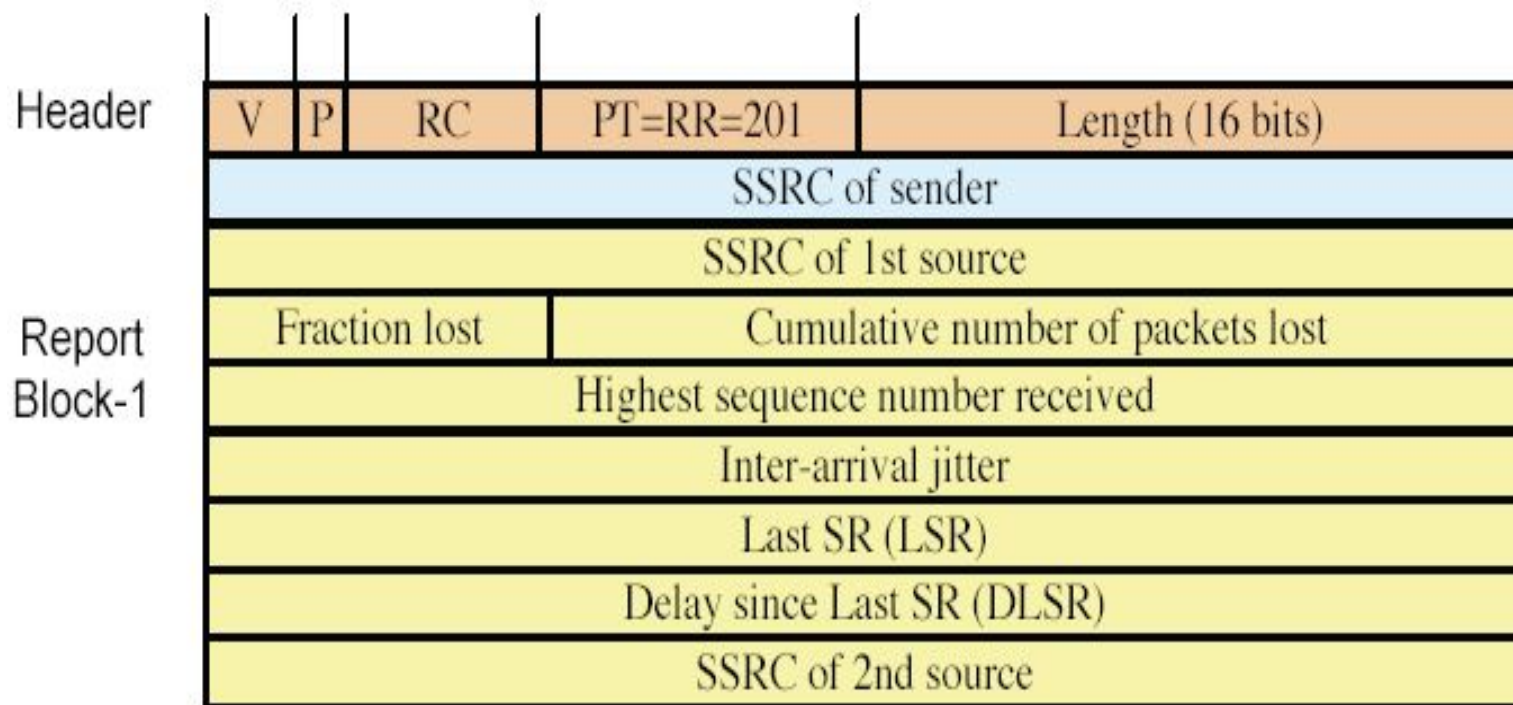 Header V P RC PT=RR=201 Length (16 bits)
SSRC of sender
SSRC of 1st source
Report Block-1
Fraction lost Cumulative number of packets lost
Highest sequence number received
Inter-arrival jitter
Last SR (LSR)
Delay since Last SR (DLSR)
SSRC of 2nd source